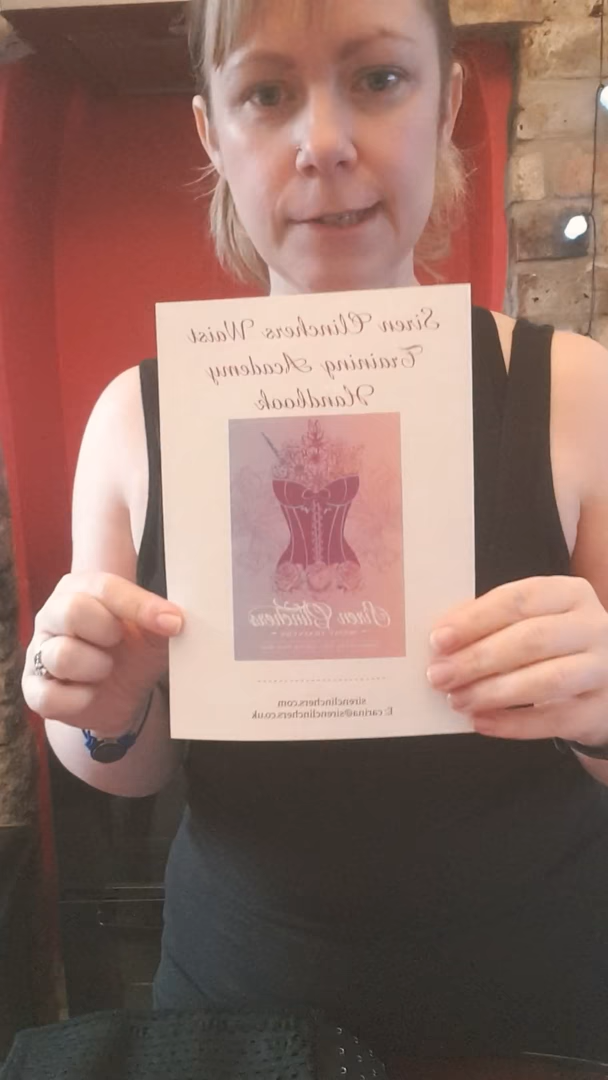 Siren Clinchers Waist
Training Academy
Handbook
Siren Clinchers
sirenclinchers.com
E:carina@sirenclinchers.co.uk